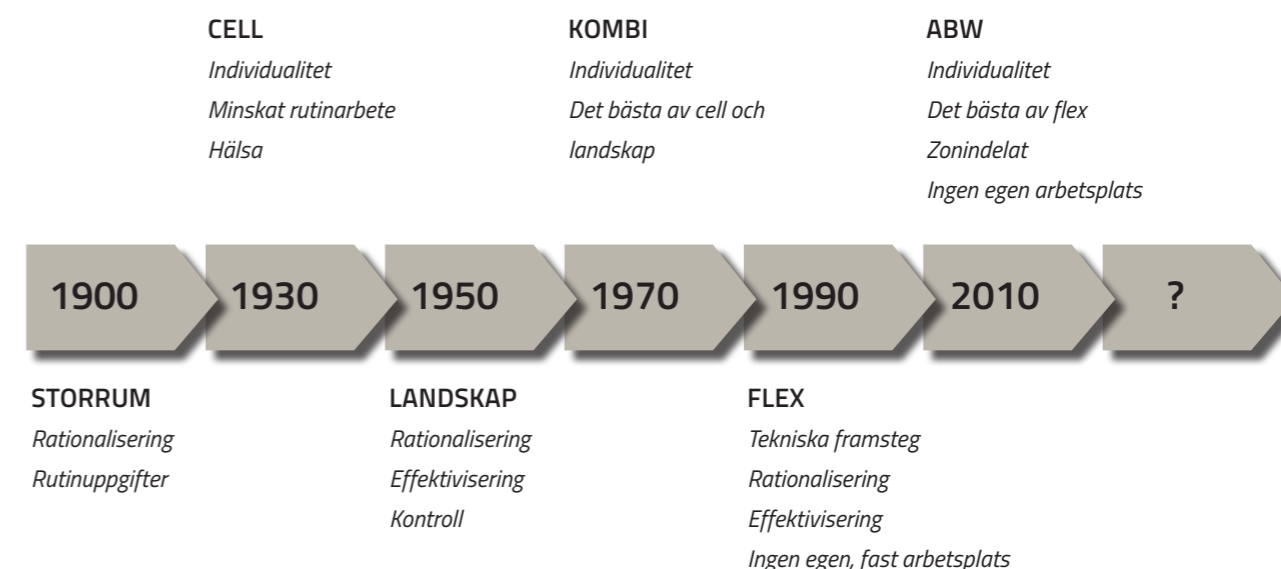 CELL
Individualitet
Minskat rutinarbete
Hälsa
KOMBI
Individualitet
Det bästa av cell och
landskap
ABW
Individualitet
Det bästa av flex
Zonindelat
Ingen egen arbetsplats
1900
1930
1950
1970
1990
2010
?
STORRUM
Rationalisering
Rutinuppgifter
LANDSKAP
Rationalisering
Effektivisering
Kontroll
FLEX
Tekniska framsteg
Rationalisering
Effektivisering
Ingen egen, fast arbetsplats